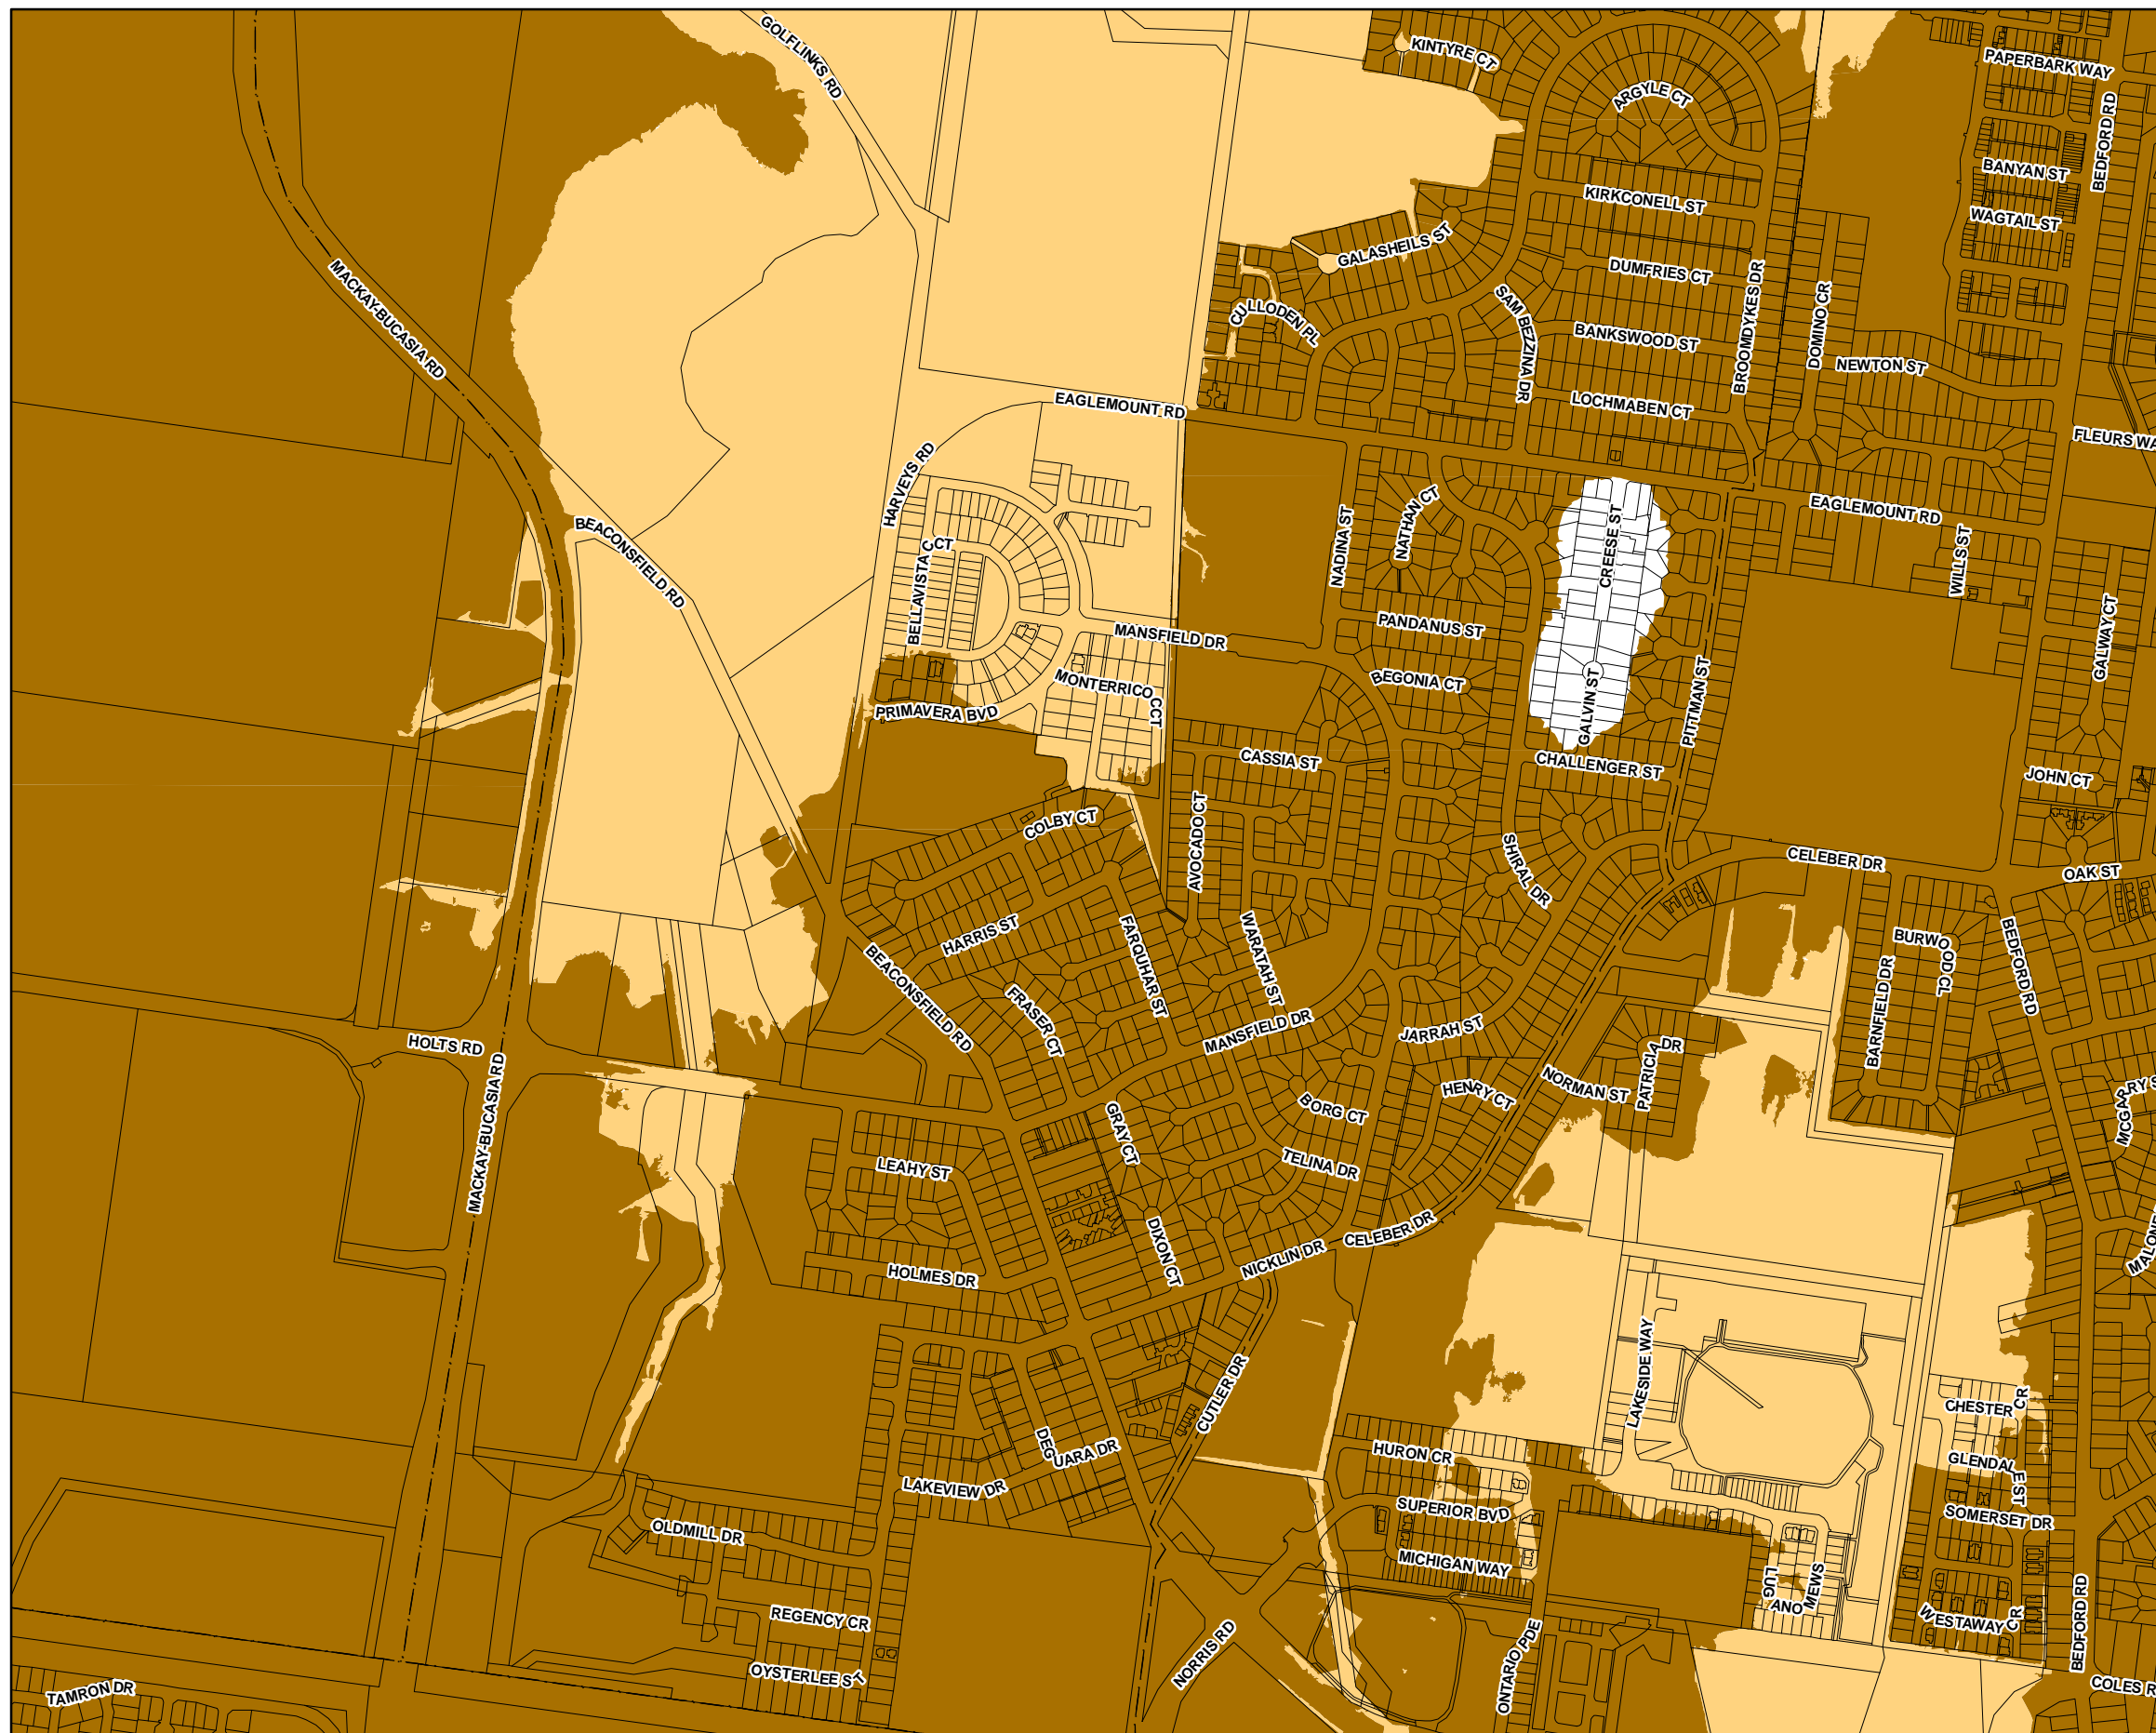 GOLFLINKS RD
KINTYRE CT
PAPERBARK WAY
ARGYLE CT
BEDFORD RD
BANYAN ST
KIRKCONELL ST
WAGTAIL ST
GALASHEILS ST
DUMFRIES CT
MACKAY-BUCASIA RD
CULLODEN PL
SAM BEZZINA DR
BROOMDYKES DR
DOMINO CR
BANKSWOOD ST
NEWTON ST
EAGLEMOUNT RD
LOCHMABEN CT
FLEURS WA
HARVEYS RD
NATHAN CT
EAGLEMOUNT RD
BEACONSFIELD RD
NADINA ST
CREESE ST
WILLS ST
BELLAVISTA CCT
MANSFIELD DR
PANDANUS ST
GALWAY CT
MONTERRICO CCT
BEGONIA CT
GALVIN ST
PITTMAN ST
PRIMAVERA BVD
CASSIA ST
CHALLENGER ST
JOHN CT
COLBY CT
AVOCADO CT
SHIRAL DR
CELEBER DR
OAK ST
HARRIS ST
FARQUHAR ST
WARATAH ST
BURWOOD CL
BEDFORD RD
BEACONSFIELD RD
BARNFIELD DR
FRASER CT
MANSFIELD DR
JARRAH ST
HOLTS RD
PATRICIA DR
MACKAY-BUCASIA RD
HENRY CT
NORMAN ST
BORG CT
MCGARRY S
GRAY CT
LEAHY ST
TELINA DR
DIXON CT
CELEBER DR
NICKLIN DR
HOLMES DR
LAKESIDE WAY
CUTLER DR
CHESTER CR
DEGUARA DR
HURON CR
GLENDALE ST
LAKEVIEW DR
SUPERIOR BVD
SOMERSET DR
OLDMILL DR
MICHIGAN WAY
LUGANO MEWS
REGENCY CR
WESTAWAY CR
BEDFORD RD
NORRIS RD
ONTARIO PDE
OYSTERLEE ST
TAMRON DR
COLES R